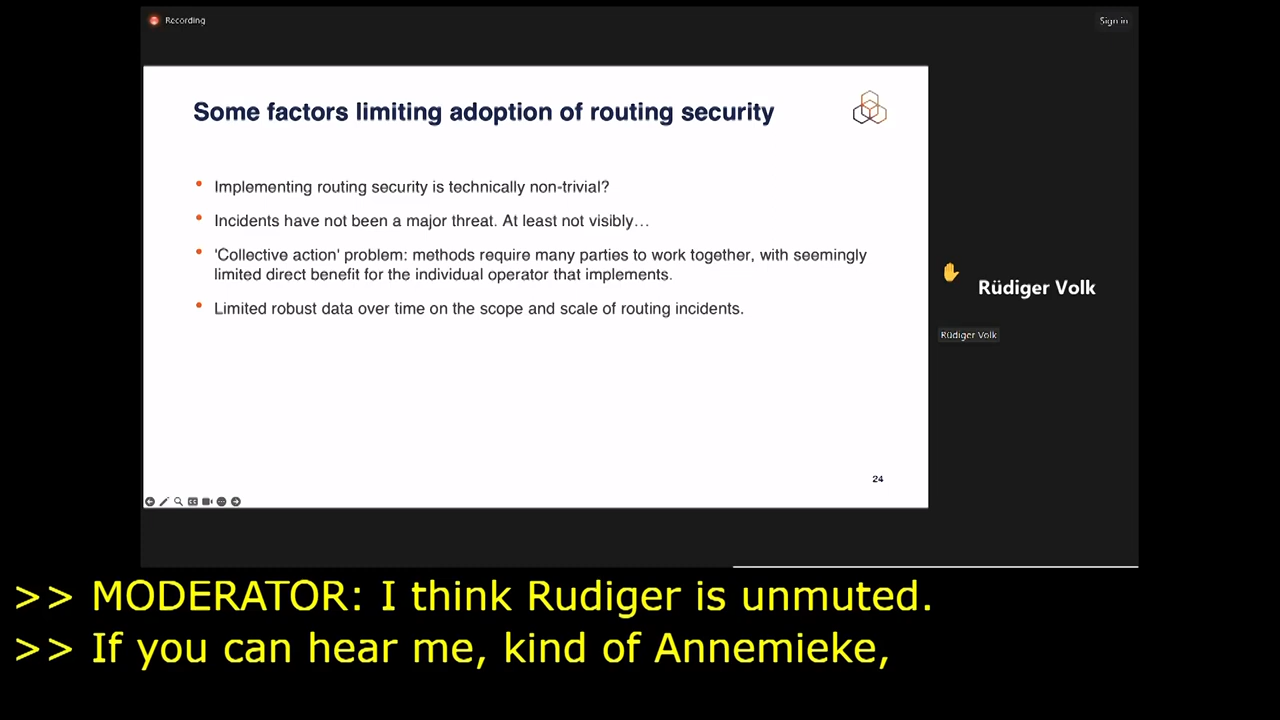 Recording
Sign in
Some factors limiting adoption of routing security
Implementing routing security is technically non-trivial?
Incidents have not been a major threat. At least not visibly…
'Collective action' problem: methods require many parties to work together, with seemingly
limited direct benefit for the individual operator that implements.
Limited robust data over time on the scope and scale of routing incidents.
24
Rüdiger Volk
Rüdiger Volk
>> MODERATOR: I think Rudiger is unmuted.
>> If you can hear me, kind of Annemieke,